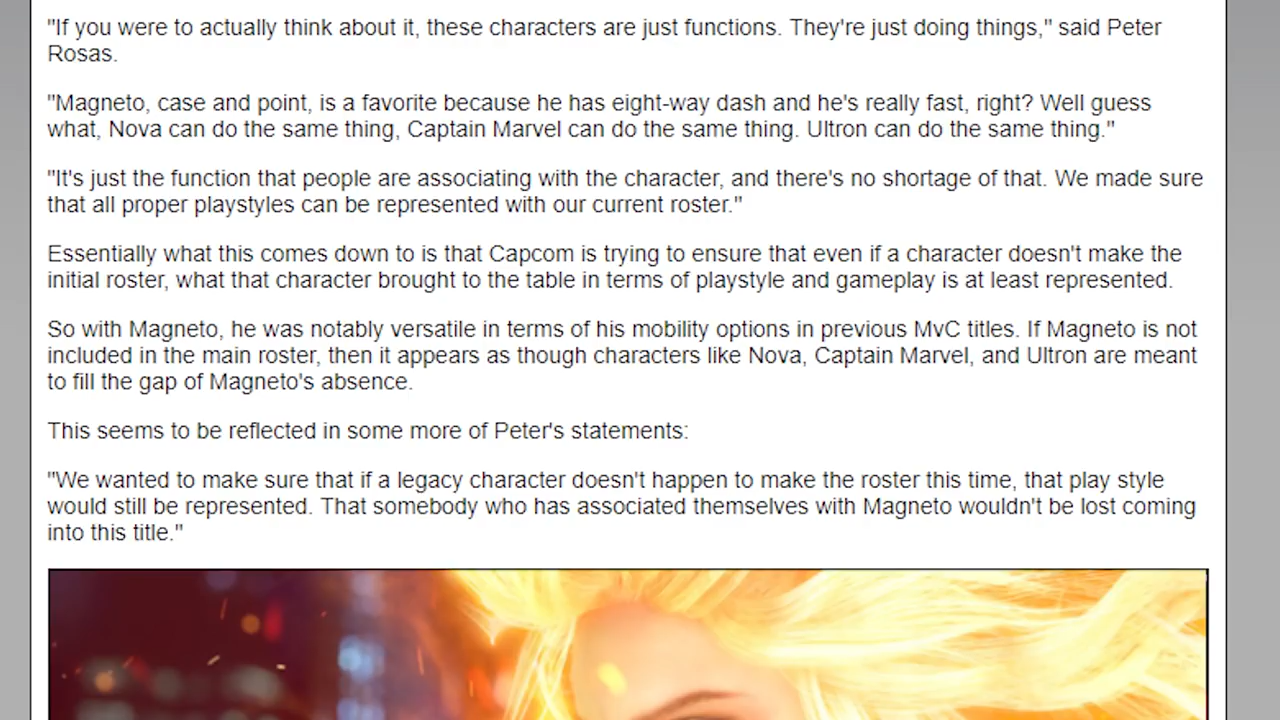 "If you were to actually think about it, these characters are just functions. They're just doing things," said Peter
Rosas.
"Magneto, case and point, is a favorite because he has eight-way dash and he's really fast, right? Well guess
what, Nova can do the same thing, Captain Marvel can do the same thing. Ultron can do the same thing."
"It's just the function that people are associating with the character, and there's no shortage of that. We made sure
that all proper playstyles can be represented with our current roster."
Essentially what this comes down to is that Capcom is trying to ensure that even if a character doesn't make the
initial roster, what that character brought to the table in terms of playstyle and gameplay is at least represented.
So with Magneto, he was notably versatile in terms of his mobility options in previous MvC titles. If Magneto is not
included in the main roster, then it appears as though characters like Nova, Captain Marvel, and Ultron are meant
to fill the gap of Magneto's absence.
This seems to be reflected in some more of Peter's statements:
"We wanted to make sure that if a legacy character doesn't happen to make the roster this time, that play style
would still be represented. That somebody who has associated themselves with Magneto wouldn't be lost coming
into this title."